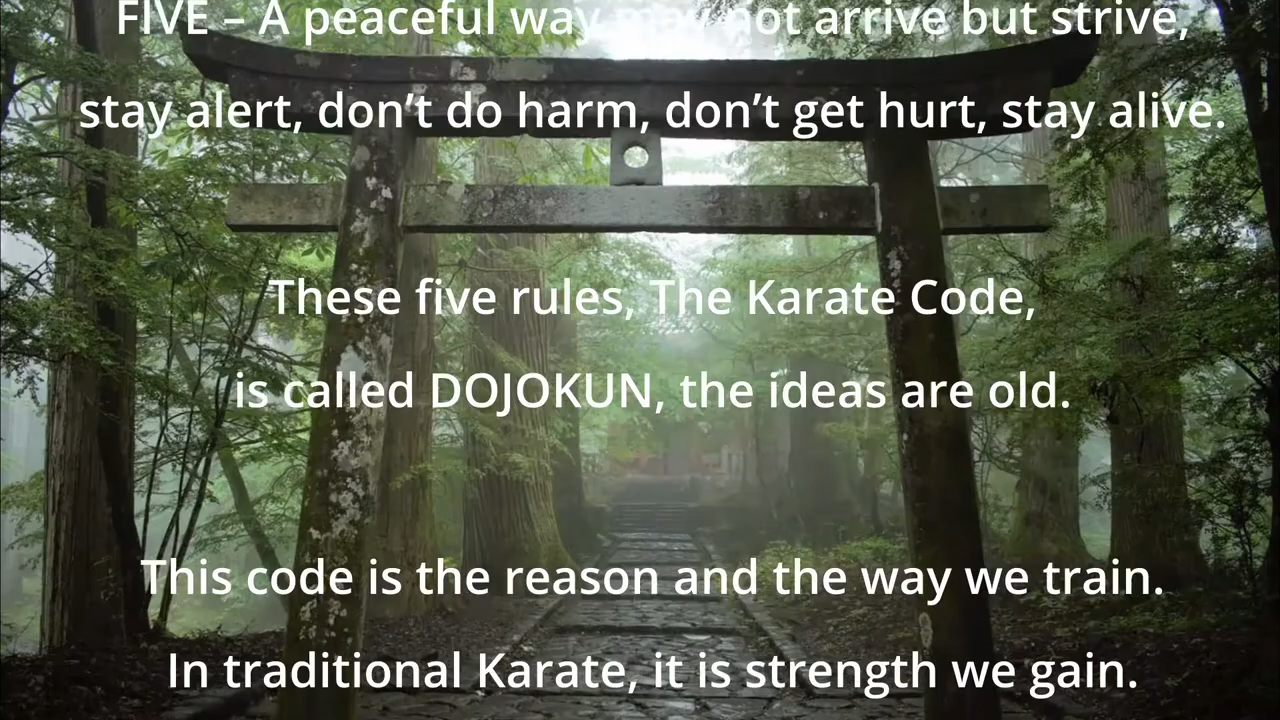 FIVE – A peaceful way may not arrive but strive,
stay alert, don’t do harm, don’t get hurt, stay alive.
These five rules, The Karate Code,
is called DOJOKUN, the ideas are old.
This code is the reason and the way we train.
In traditional Karate, it is strength we gain.